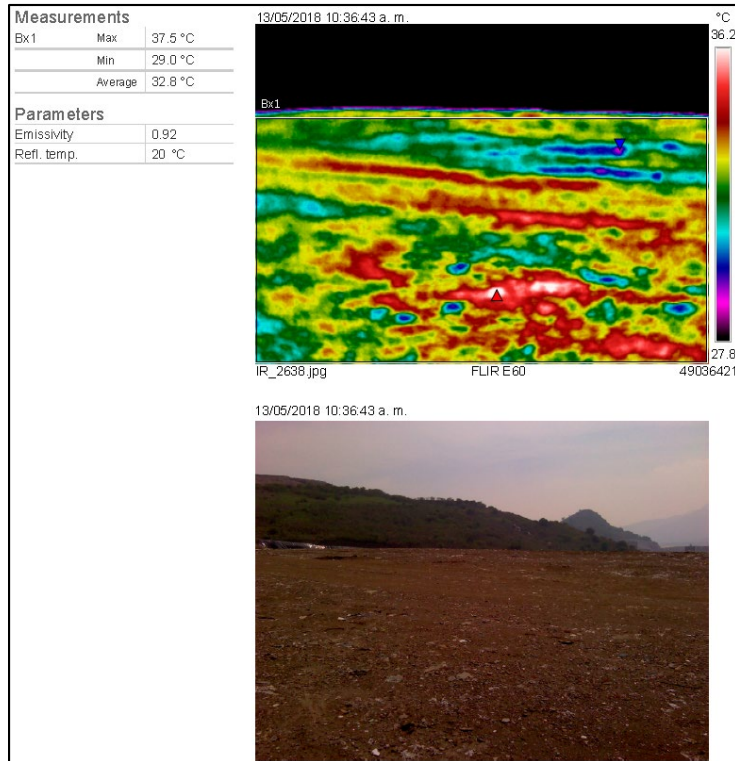 Measurements
Bx1 Max 37.5 °C
Min 29.0 °C
Average 32.8 °C
Parameters
Emissivity 0.92
Refl. temp. 20 °C
13/05/2018 10:36:43 a. m.
°C
36.2
Bx1
27.8
IR_2638.jpg FLIR E60 49036421
13/05/2018 10:36:43 a. m.